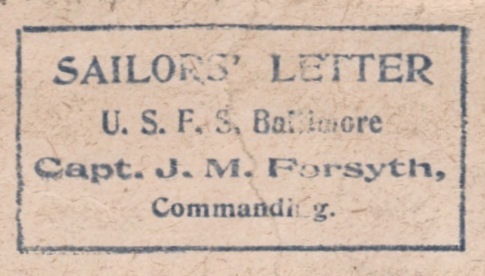 SAILORS' LETTER
U. S. F. S. Baltimore
Capt. J. M. Forsyth,
Commanding.